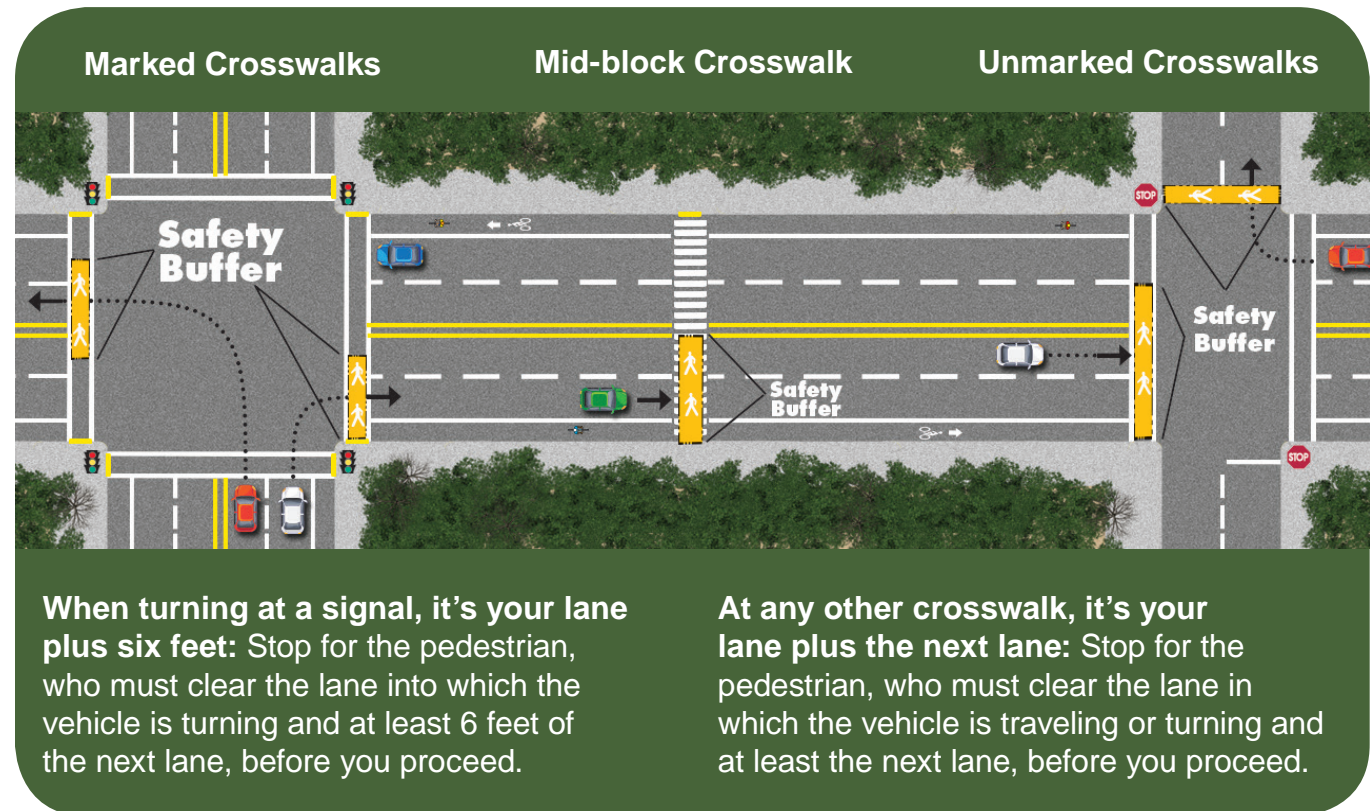 Marked Crosswalks
Mid-block Crosswalk
Unmarked Crosswalks
STOP
Safety
Buffer
Safety
Buffer
Safety
Buffer
STOP
When turning at a signal, it’s your lane
plus six feet: Stop for the pedestrian,
who must clear the lane into which the
vehicle is turning and at least 6 feet of
the next lane, before you proceed.
At any other crosswalk, it’s your
lane plus the next lane: Stop for the
pedestrian, who must clear the lane in
which the vehicle is traveling or turning and
at least the next lane, before you proceed.